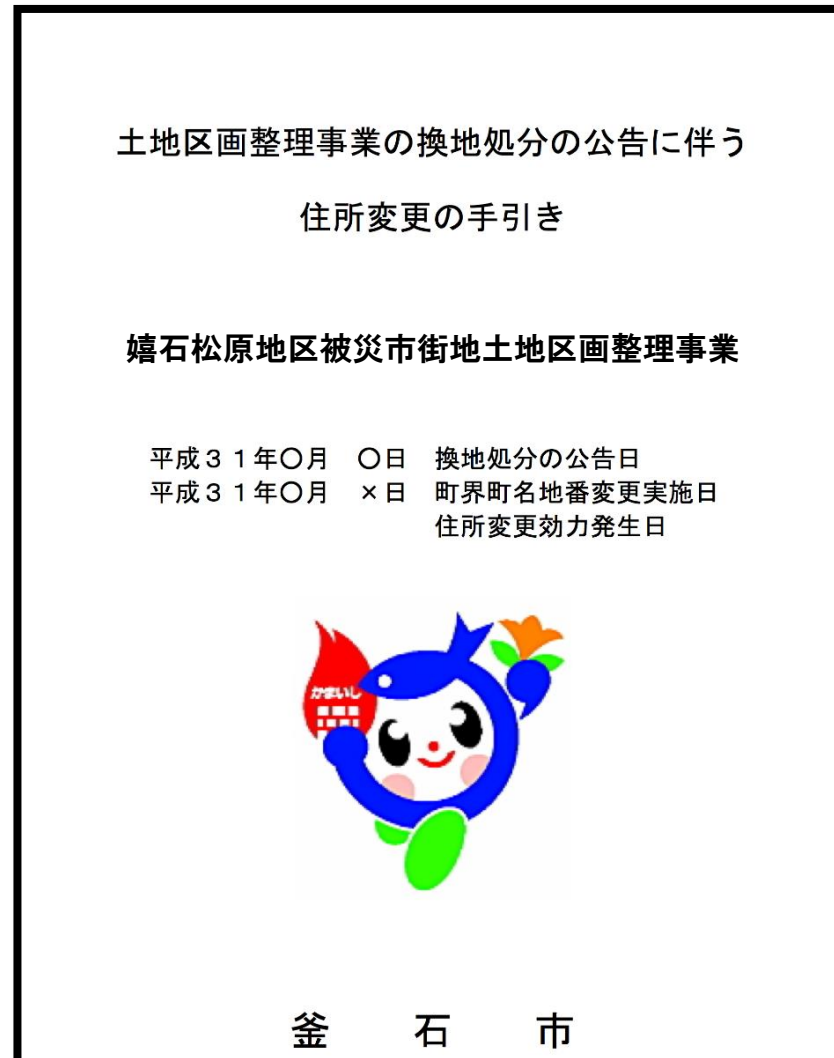 土地区画整理事業の換地処分の公告に伴う
住所変更の手引き
嬉石松原地区被災市街地土地区画整理事業
平成31年〇月　〇日　換地処分の公告日
平成31年〇月　×日　町界町名地番変更実施日
住所変更効力発生日
かまいし
釜　石　市